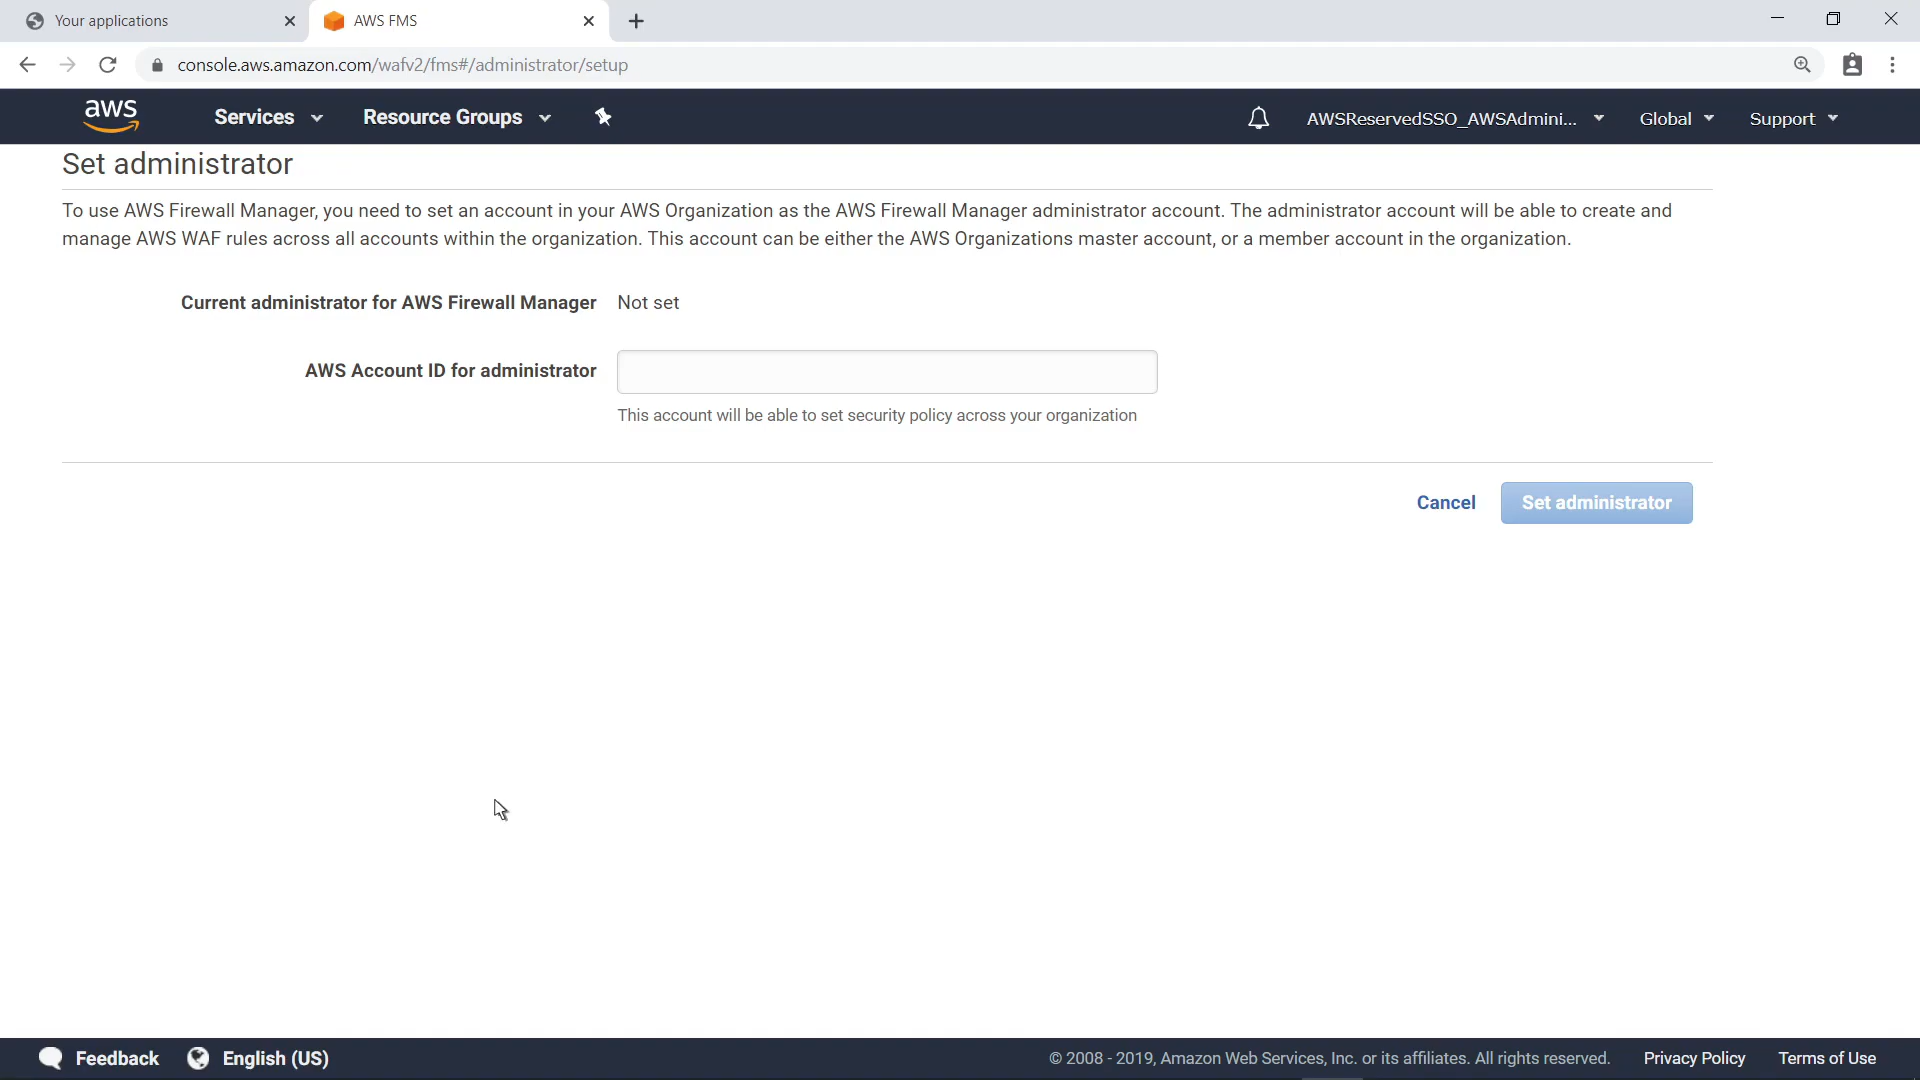 Your applications
AWS FMS
console.aws.amazon.com/wafv2/fms#/administrator/setup
aws
Services
Resource Groups
AWSReservedSSO_AWSAdmini...
Global
Support
Set administrator
To use AWS Firewall Manager, you need to set an account in your AWS Organization as the AWS Firewall Manager administrator account. The administrator account will be able to create and
manage AWS WAF rules across all accounts within the organization. This account can be either the AWS Organizations master account, or a member account in the organization.
Current administrator for AWS Firewall Manager Not set
AWS Account ID for administrator
This account will be able to set security policy across your organization
Cancel
Set administrator
Feedback
English (US)
© 2008 - 2019, Amazon Web Services, Inc. or its affiliates. All rights reserved.
Privacy Policy
Terms of Use